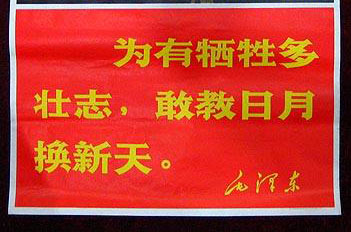 为有牺牲多
壮志，敢教日月
换新天。
毛泽东